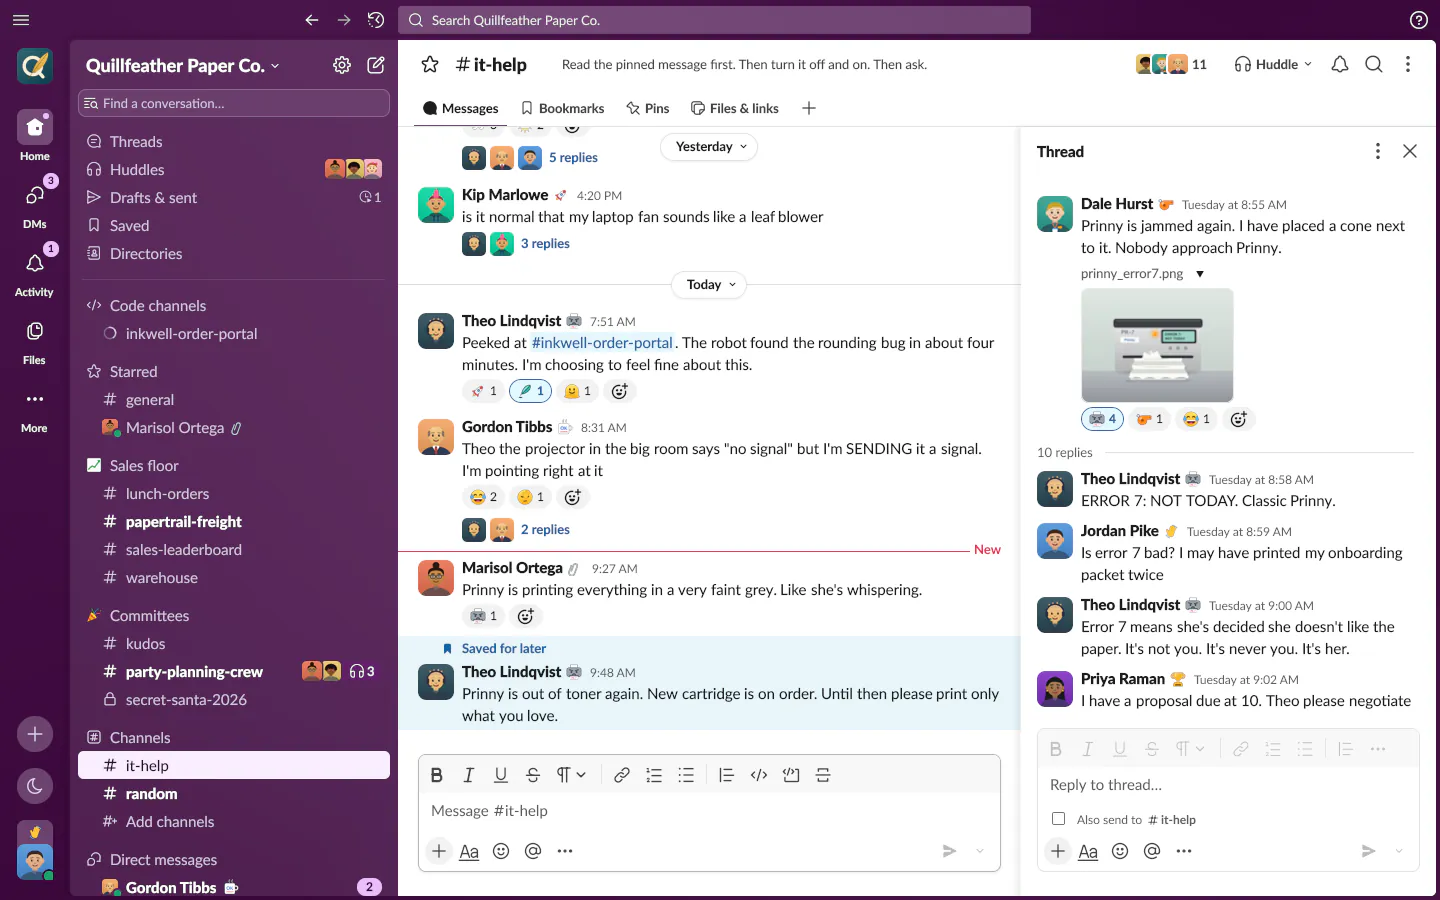 Search Quillfeather Paper Co.
Home
DMs
3
Activity
1
Files
More
Quillfeather Paper Co.
Find a conversation...
Threads
Huddles
Drafts & sent
1
Saved
Directories
Code channels
inkwell-order-portal
Starred
# general
Marisol Ortega
Sales floor
# lunch-orders
# papertrail-freight
# sales-leaderboard
# warehouse
Committees
# kudos
# party-planning-crew 3
secret-santa-2026
Channels
# it-help
# random
Add channels
Direct messages
Gordon Tibbs 2
# it-help
Read the pinned message first. Then turn it off and on. Then ask.
11
Huddle
Messages
Bookmarks
Pins
Files & links
Yesterday
5 replies
Kip Marlowe 4:20 PM
is it normal that my laptop fan sounds like a leaf blower
3 replies
Today
Theo Lindqvist 7:51 AM
Peeked at #inkwell-order-portal. The robot found the rounding bug in about four
minutes. I'm choosing to feel fine about this.
1 1 1
Gordon Tibbs 8:31 AM
Theo the projector in the big room says "no signal" but I'm SENDING it a signal.
I'm pointing right at it
2 1
2 replies
New
Marisol Ortega 9:27 AM
Prinny is printing everything in a very faint grey. Like she's whispering.
1
Saved for later
Theo Lindqvist 9:48 AM
Prinny is out of toner again. New cartridge is on order. Until then please print only
what you love.
B I U S
Message #it-help
Aa
Thread
Dale Hurst Tuesday at 8:55 AM
Prinny is jammed again. I have placed a cone next
to it. Nobody approach Prinny.
prinny_error7.png
4 1 1
10 replies
Theo Lindqvist Tuesday at 8:58 AM
ERROR 7: NOT TODAY. Classic Prinny.
Jordan Pike Tuesday at 8:59 AM
Is error 7 bad? I may have printed my onboarding
packet twice
Theo Lindqvist Tuesday at 9:00 AM
Error 7 means she's decided she doesn't like the
paper. It's not you. It's never you. It's her.
Priya Raman Tuesday at 9:02 AM
I have a proposal due at 10. Theo please negotiate
B I U S
Reply to thread...
Also send to # it-help
Aa